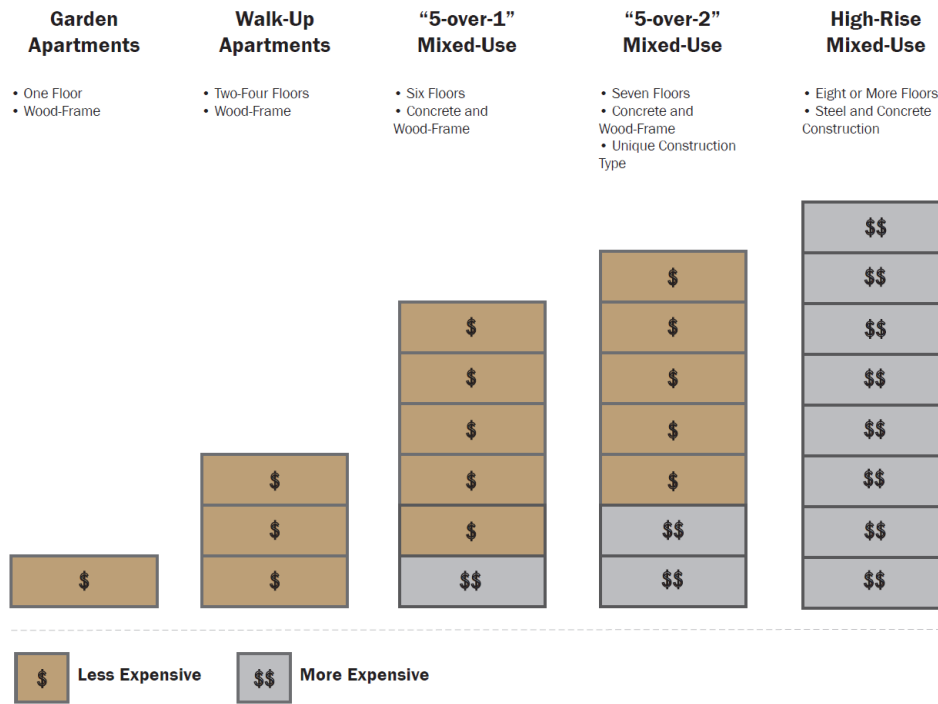 Garden
Apartments
• One Floor
• Wood-Frame
Walk-Up
Apartments
• Two-Four Floors
• Wood-Frame
“5-over-1”
Mixed-Use
• Six Floors
• Concrete and
Wood-Frame
“5-over-2”
Mixed-Use
• Seven Floors
• Concrete and
Wood-Frame
• Unique Construction
Type
High-Rise
Mixed-Use
• Eight or More Floors
• Steel and Concrete
Construction
$
$
$
$
$
$
$
$
$
$$
$
$
$
$
$
$$
$$
$$
$$
$$
$$
$$
$$
$$
$$
$ Less Expensive
$$ More Expensive